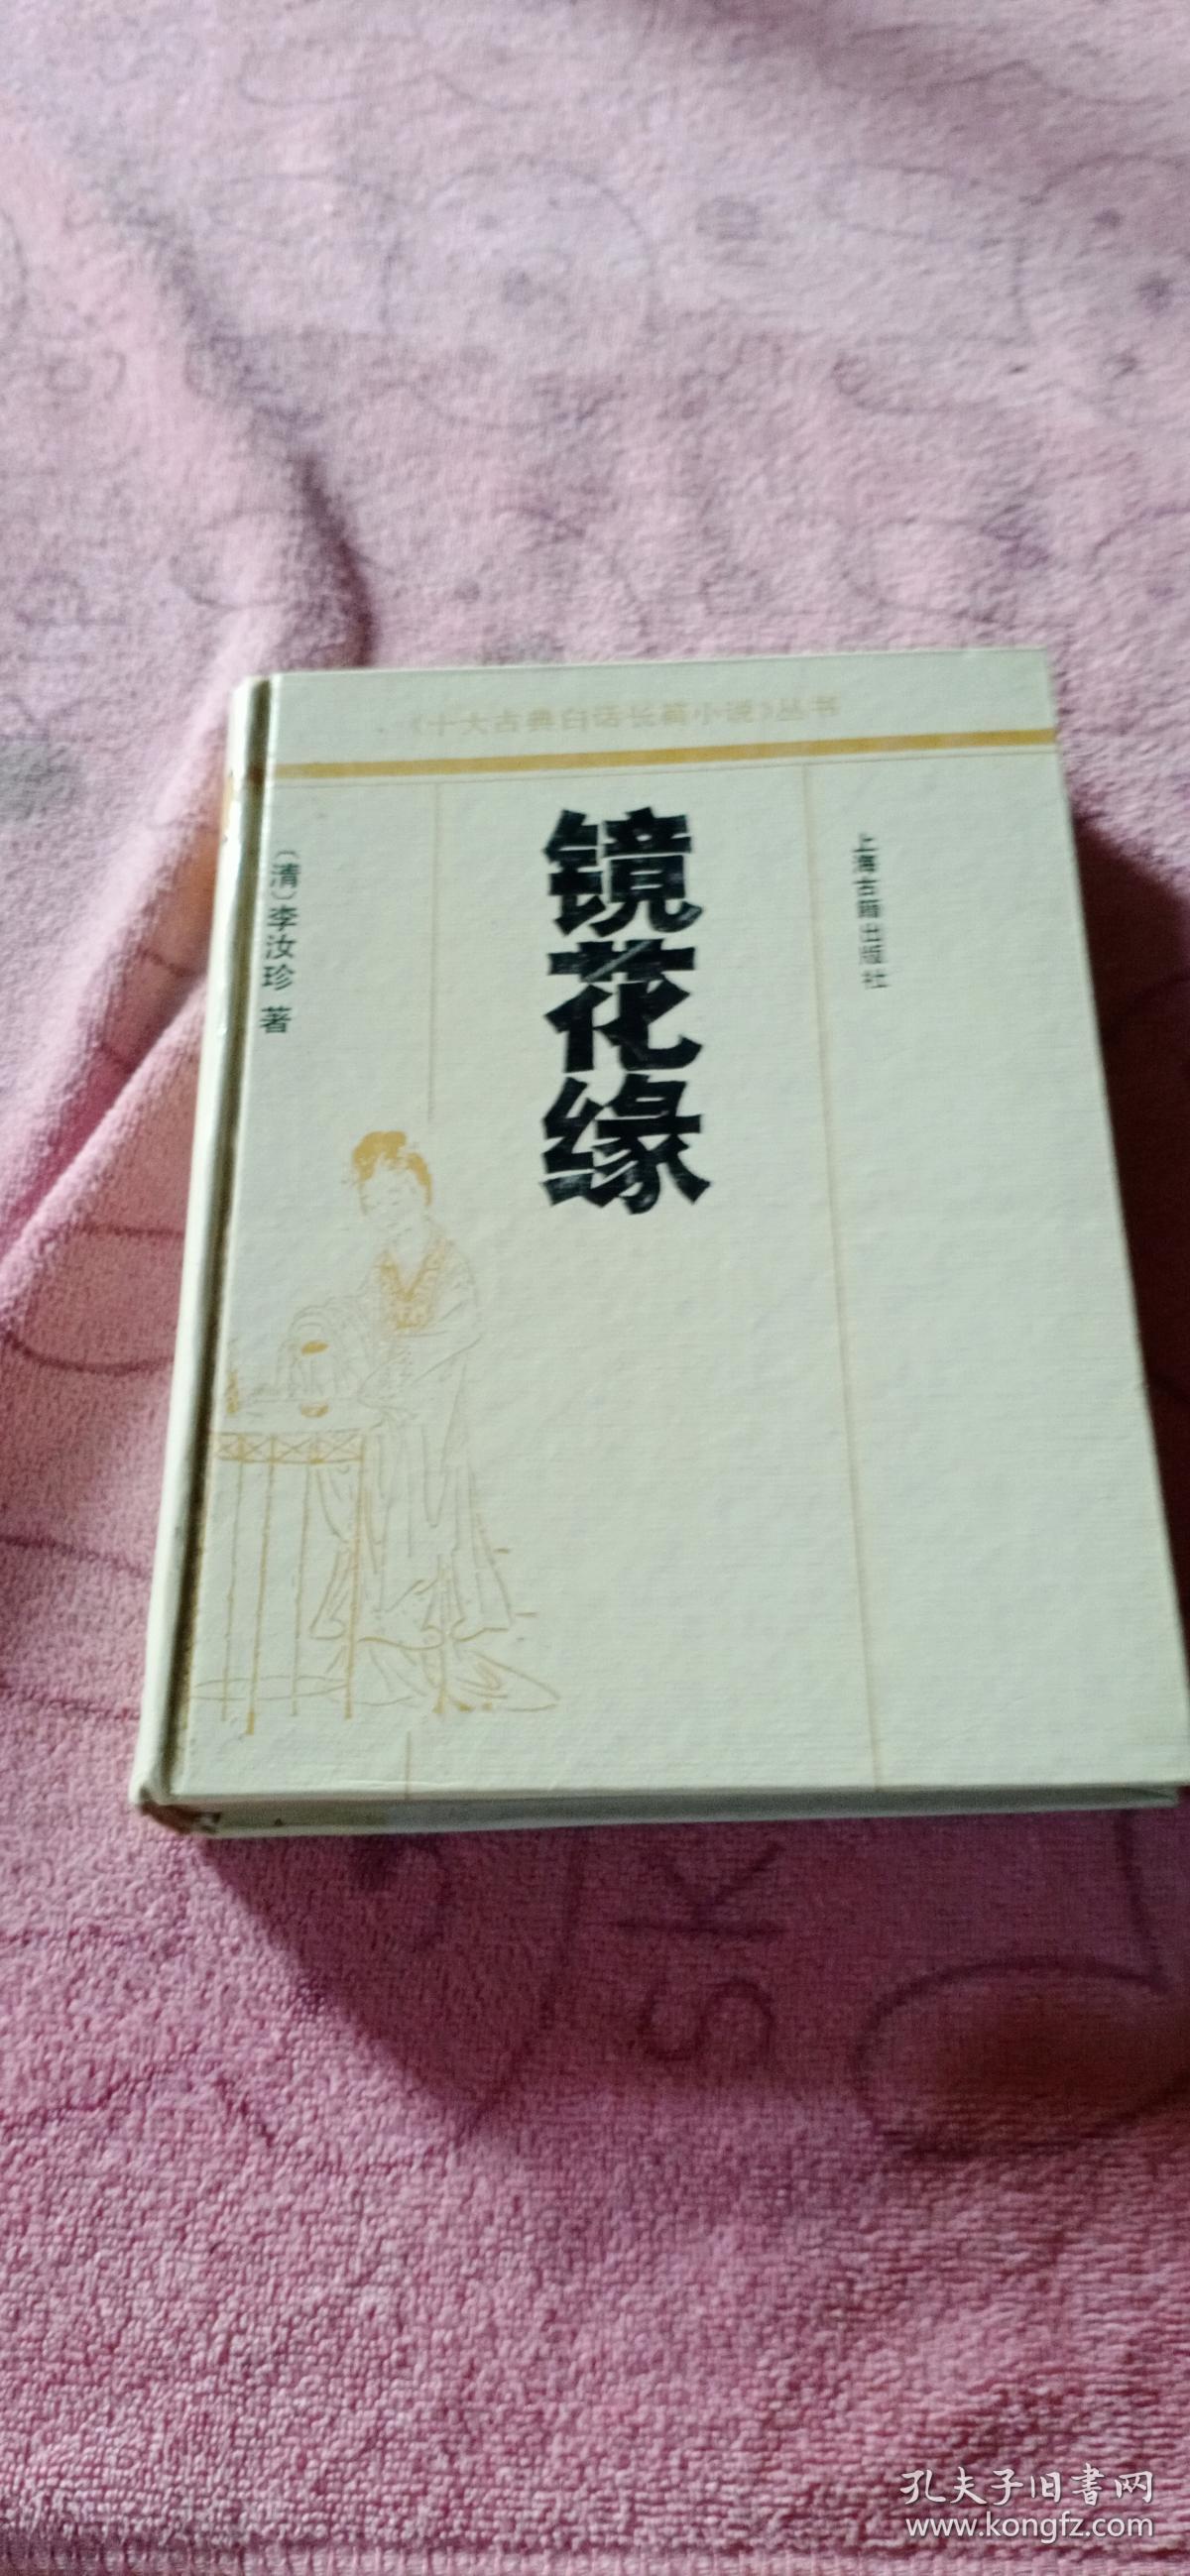 《十大古典白话长篇小说》丛书
镜花缘
〔清〕李汝珍 著
上海古籍出版社
孔夫子旧书网
www.kongfz.com